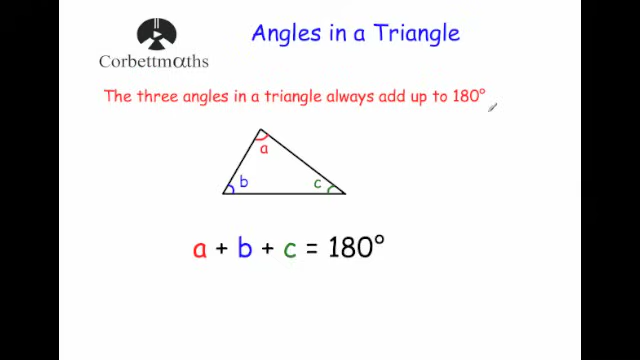 Angles in a Triangle
Corbettmαths
The three angles in a triangle always add up to 180°
a
b
c
a + b + c = 180°